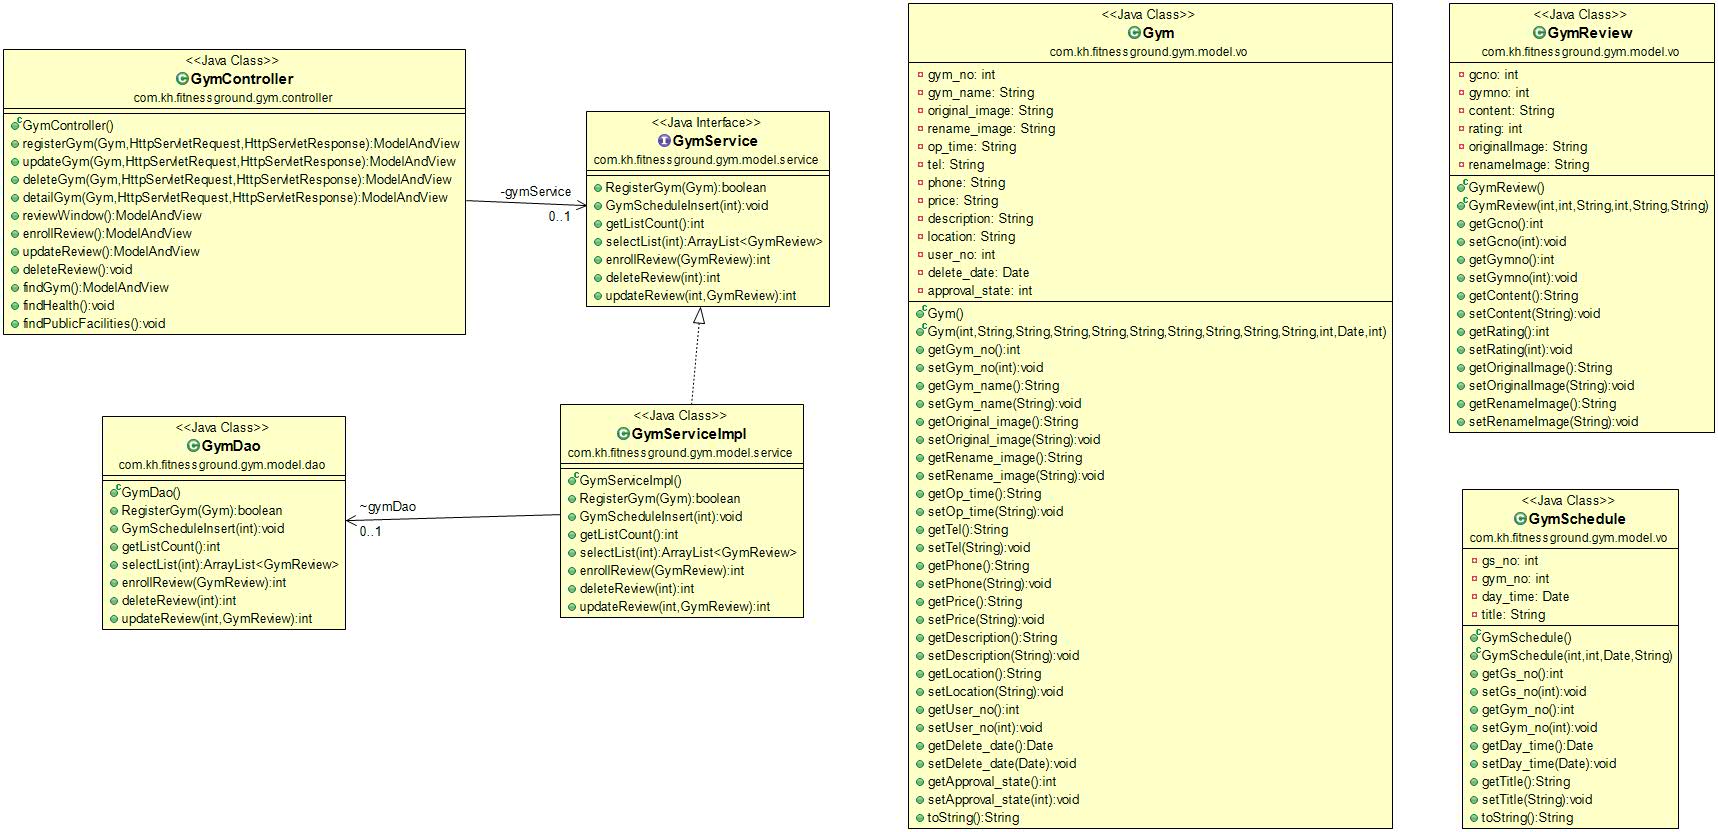 <<Java Class>>
GymController
com.kh.fitnessground.gym.controller
GymController()
registerGym(Gym,HttpServletRequest,HttpServletResponse):ModelAndView
updateGym(Gym,HttpServletRequest,HttpServletResponse):ModelAndView
deleteGym(Gym,HttpServletRequest,HttpServletResponse):ModelAndView
detailGym(Gym,HttpServletRequest,HttpServletResponse):ModelAndView
reviewWindow():ModelAndView
enrollReview():ModelAndView
updateReview():ModelAndView
deleteReview():void
findGym():ModelAndView
findHealth():void
findPublicFacilities():void
-gymService
0..1
<<Java Interface>>
GymService
com.kh.fitnessground.gym.model.service
RegisterGym(Gym):boolean
GymScheduleInsert(int):void
getListCount():int
selectList(int):ArrayList<GymReview>
enrollReview(GymReview):int
deleteReview(int):int
updateReview(int,GymReview):int
<<Java Class>>
GymDao
com.kh.fitnessground.gym.model.dao
GymDao()
RegisterGym(Gym):boolean
GymScheduleInsert(int):void
getListCount():int
selectList(int):ArrayList<GymReview>
enrollReview(GymReview):int
deleteReview(int):int
updateReview(int,GymReview):int
~gymDao
0..1
<<Java Class>>
GymServiceImpl
com.kh.fitnessground.gym.model.service
GymServiceImpl()
RegisterGym(Gym):boolean
GymScheduleInsert(int):void
getListCount():int
selectList(int):ArrayList<GymReview>
enrollReview(GymReview):int
deleteReview(int):int
updateReview(int,GymReview):int
<<Java Class>>
Gym
com.kh.fitnessground.gym.model.vo
gym_no: int
gym_name: String
original_image: String
rename_image: String
op_time: String
tel: String
phone: String
price: String
description: String
location: String
user_no: int
delete_date: Date
approval_state: int
Gym()
Gym(int,String,String,String,String,String,String,String,String,String,int,Date,int)
getGym_no():int
setGym_no(int):void
getGym_name():String
setGym_name(String):void
getOriginal_image():String
setOriginal_image(String):void
getRename_image():String
setRename_image(String):void
getOp_time():String
setOp_time(String):void
getTel():String
setTel(String):void
getPhone():String
setPhone(String):void
getPrice():String
setPrice(String):void
getDescription():String
setDescription(String):void
getLocation():String
setLocation(String):void
getUser_no():int
setUser_no(int):void
getDelete_date():Date
setDelete_date(Date):void
getApproval_state():int
setApproval_state(int):void
toString():String
<<Java Class>>
GymReview
com.kh.fitnessground.gym.model.vo
gcno: int
gymno: int
content: String
rating: int
originalImage: String
renameImage: String
GymReview()
GymReview(int,int,String,int,String,String)
getGcno():int
setGcno(int):void
getGymno():int
setGymno(int):void
getContent():String
setContent(String):void
getRating():int
setRating(int):void
getOriginalImage():String
setOriginalImage(String):void
getRenameImage():String
setRenameImage(String):void
<<Java Class>>
GymSchedule
com.kh.fitnessground.gym.model.vo
gs_no: int
gym_no: int
day_time: Date
title: String
GymSchedule()
GymSchedule(int,int,Date,String)
getGs_no():int
setGs_no(int):void
getGym_no():int
setGym_no(int):void
getDay_time():Date
setDay_time(Date):void
getTitle():String
setTitle(String):void
toString():String